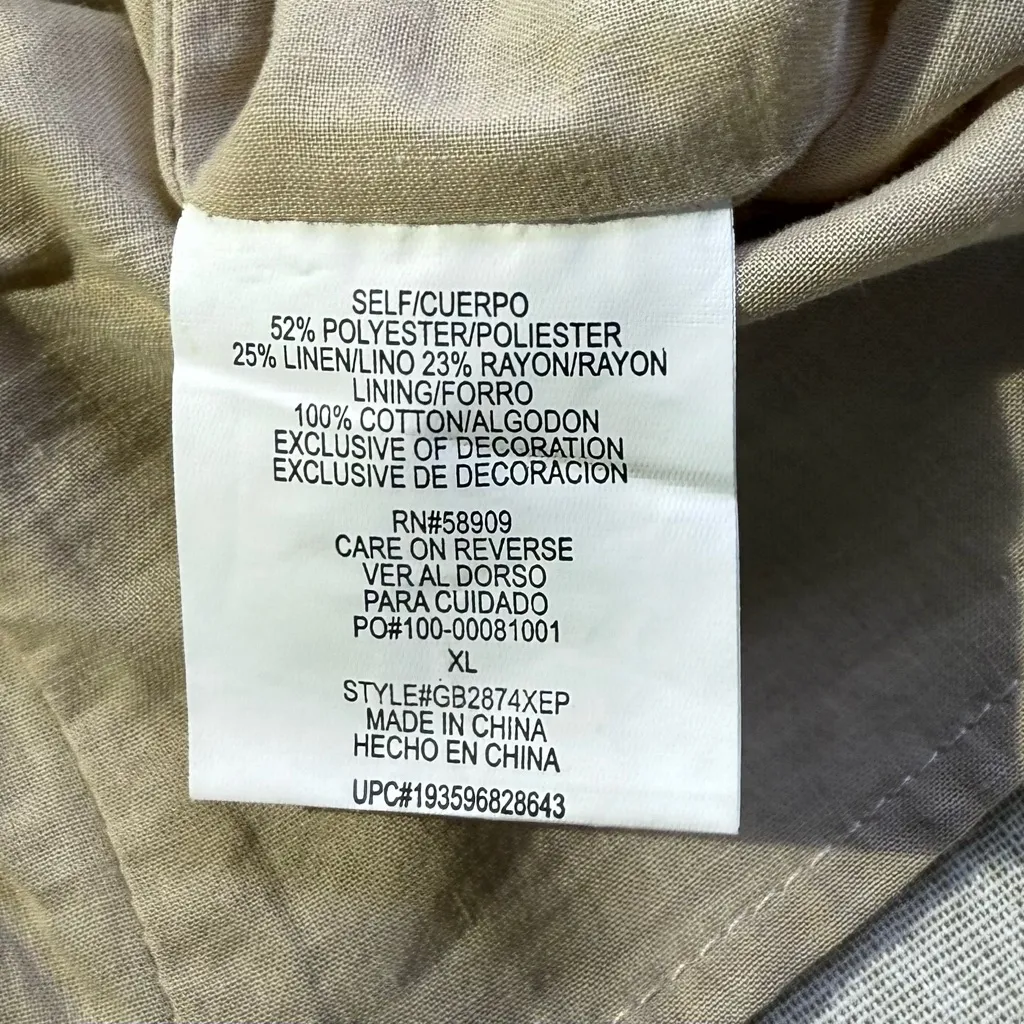 SELF/CUERPO
52% POLYESTER/POLIESTER
25% LINEN/LINO 23% RAYON/RAYON
LINING/FORRO
100% COTTON/ALGODON
EXCLUSIVE OF DECORATION
EXCLUSIVE DE DECORACION
RN#58909
CARE ON REVERSE
VER AL DORSO
PARA CUIDADO
PO#100-00081001
XL
STYLE#GB2874XEP
MADE IN CHINA
HECHO EN CHINA
UPC#193596828643